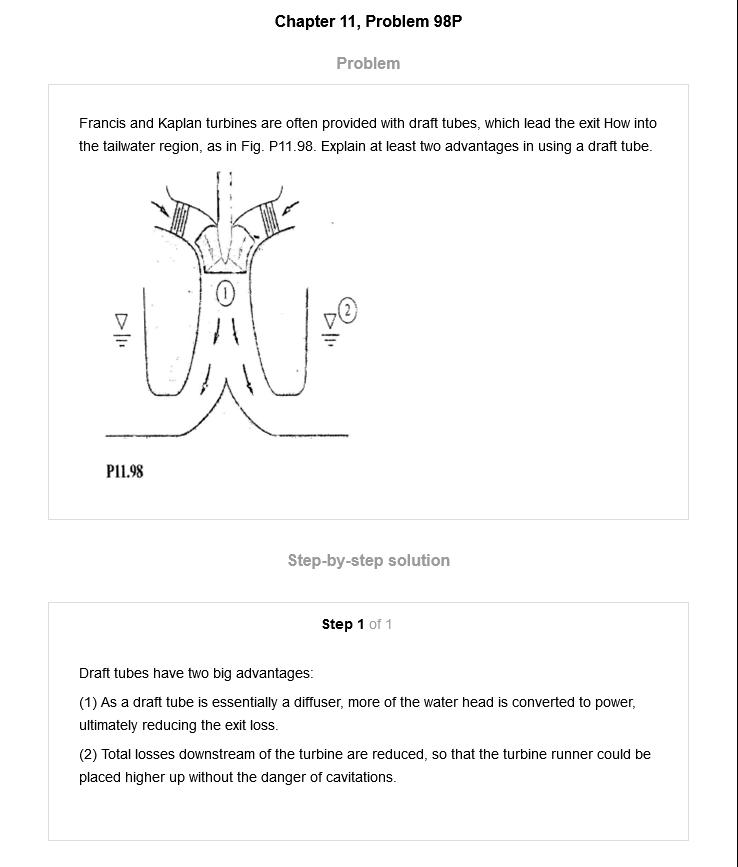 Chapter 11, Problem 98P
Problem
Francis and Kaplan turbines are often provided with draft tubes, which lead the exit How into
the tailwater region, as in Fig. P11.98. Explain at least two advantages in using a draft tube.
1
2
P11.98
Step-by-step solution
Step 1 of 1
Draft tubes have two big advantages:
(1) As a draft tube is essentially a diffuser, more of the water head is converted to power,
ultimately reducing the exit loss.
(2) Total losses downstream of the turbine are reduced, so that the turbine runner could be
placed higher up without the danger of cavitations.